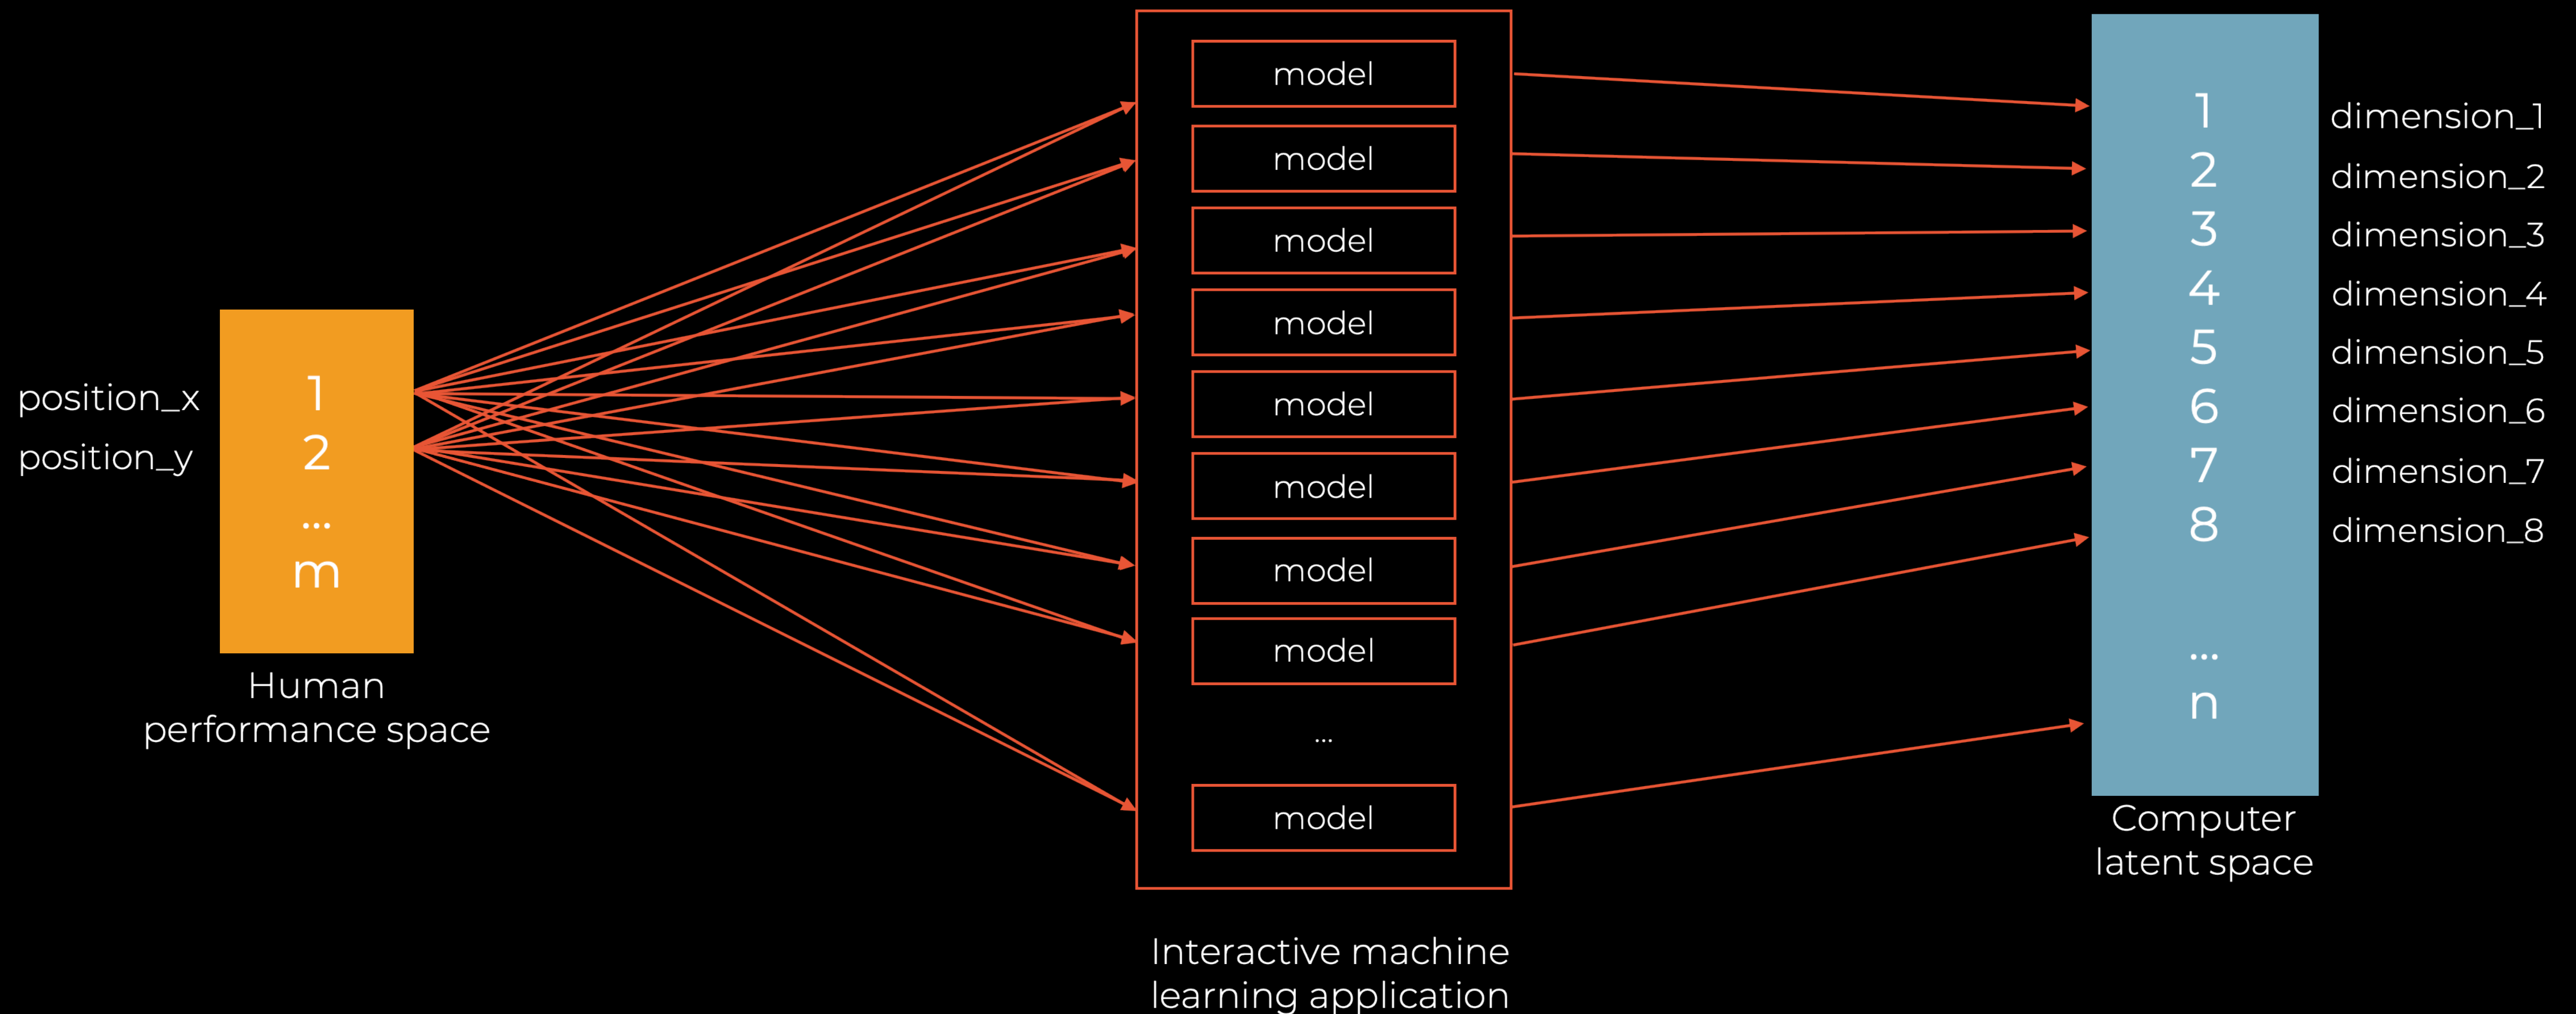 position_x
position_y
1
2
...
m
Human
performance space
model
model
model
model
model
model
model
model
...
model
Interactive machine
learning application
1
2
3
4
5
6
7
8
...
n
dimension_1
dimension_2
dimension_3
dimension_4
dimension_5
dimension_6
dimension_7
dimension_8
Computer
latent space